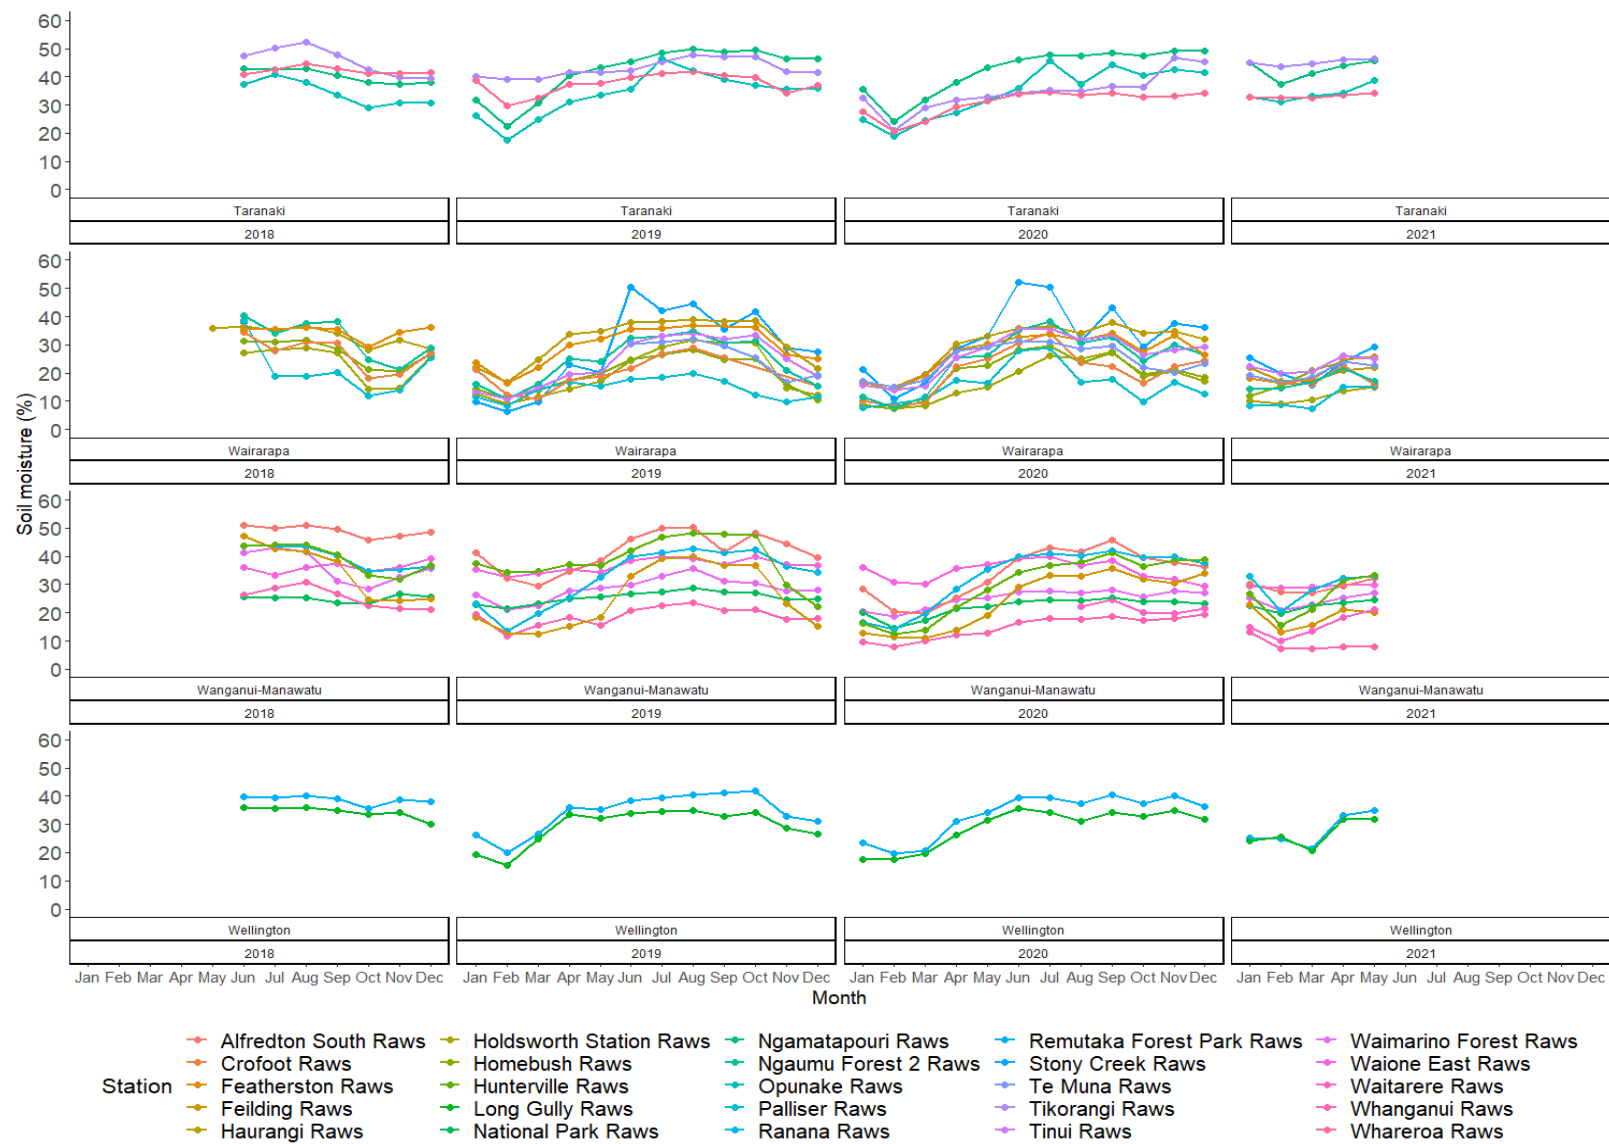 60
50
40
30
20
10
0
Taranaki Taranaki Taranaki Taranaki
2018 2019 2020 2021
60
50
40
30
20
10
0
Wairarapa Wairarapa Wairarapa Wairarapa
2018 2019 2020 2021
Soil moisture (%)
60
50
40
30
20
10
0
Wanganui-Manawatu Wanganui-Manawatu Wanganui-Manawatu Wanganui-Manawatu
2018 2019 2020 2021
60
50
40
30
20
10
0
Wellington Wellington Wellington Wellington
2018 2019 2020 2021
Jan Feb Mar Apr May Jun Jul Aug Sep Oct Nov Dec Jan Feb Mar Apr May Jun Jul Aug Sep Oct Nov Dec Jan Feb Mar Apr May Jun Jul Aug Sep Oct Nov Dec Jan Feb Mar Apr May Jun Jul Aug Sep Oct Nov Dec
Month
Station
Alfredton South Raws Holdsworth Station Raws Ngamatapouri Raws Remutaka Forest Park Raws Waimarino Forest Raws
Crofoot Raws Homebush Raws Ngaumu Forest 2 Raws Stony Creek Raws Waione East Raws
Featherston Raws Hunterville Raws Opunake Raws Te Muna Raws Waitarere Raws
Feilding Raws Long Gully Raws Palliser Raws Tikorangi Raws Whanganui Raws
Haurangi Raws National Park Raws Ranana Raws Tinui Raws Whareroa Raws